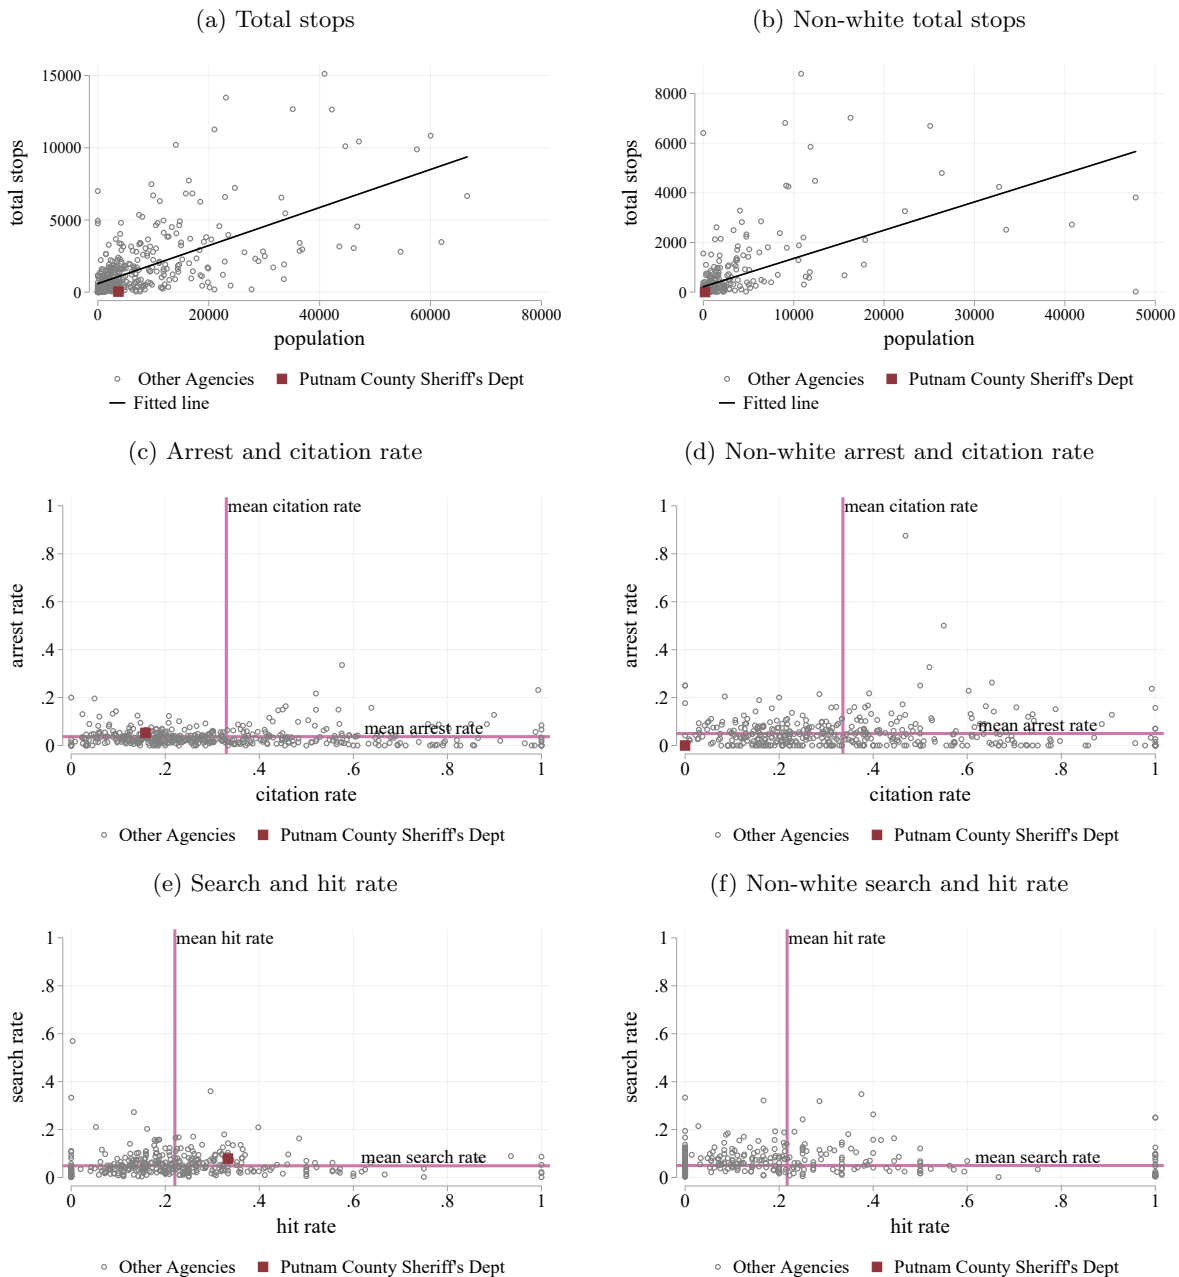 (a) Total stops
15000
10000
5000
0
total stops
0 20000 40000 60000 80000
population
Other Agencies Putnam County Sheriff's Dept
Fitted line
(b) Non-white total stops
8000
6000
4000
2000
0
total stops
0 10000 20000 30000 40000 50000
population
Other Agencies Putnam County Sheriff's Dept
Fitted line
(c) Arrest and citation rate
1
.8
.6
.4
.2
0
arrest rate
mean citation rate
mean arrest rate
0 .2 .4 .6 .8 1
citation rate
Other Agencies Putnam County Sheriff's Dept
(d) Non-white arrest and citation rate
1
.8
.6
.4
.2
0
arrest rate
mean citation rate
mean arrest rate
0 .2 .4 .6 .8 1
citation rate
Other Agencies Putnam County Sheriff's Dept
(e) Search and hit rate
1
.8
.6
.4
.2
0
search rate
mean hit rate
mean search rate
0 .2 .4 .6 .8 1
hit rate
Other Agencies Putnam County Sheriff's Dept
(f) Non-white search and hit rate
1
.8
.6
.4
.2
0
search rate
mean hit rate
mean search rate
0 .2 .4 .6 .8 1
hit rate
Other Agencies Putnam County Sheriff's Dept